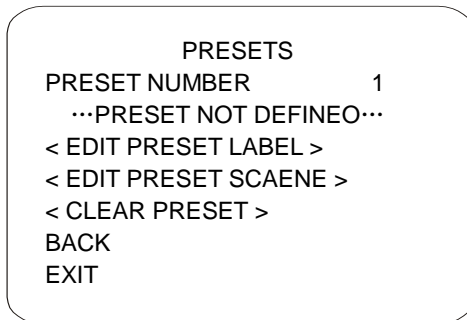 PRESETS
PRESET NUMBER 1
···PRESET NOT DEFINEO···
< EDIT PRESET LABEL >
< EDIT PRESET SCAENE >
< CLEAR PRESET >
BACK
EXIT